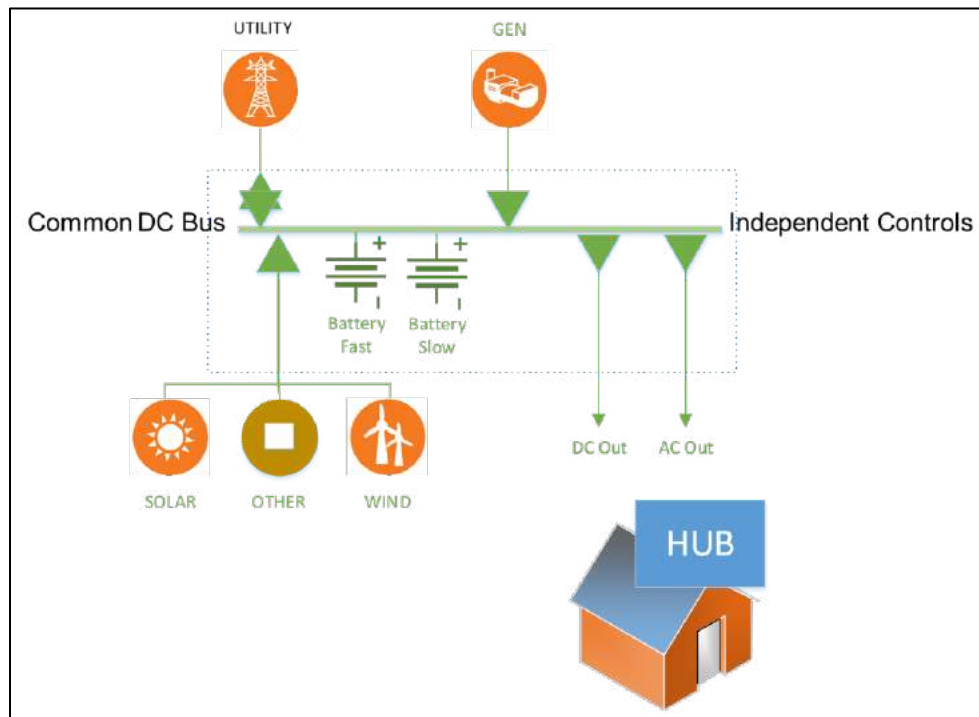 UTILITY
GEN
Common DC Bus
Independent Controls
+
+
Battery
Fast
Battery
Slow
DC Out
AC Out
SOLAR
OTHER
WIND
HUB